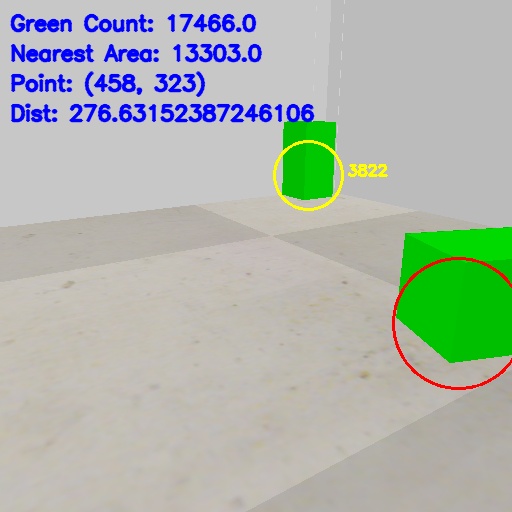 Green Count: 17466.0
Nearest Area: 13303.0
Point: (458, 323)
Dist: 276.63152387246106
3822